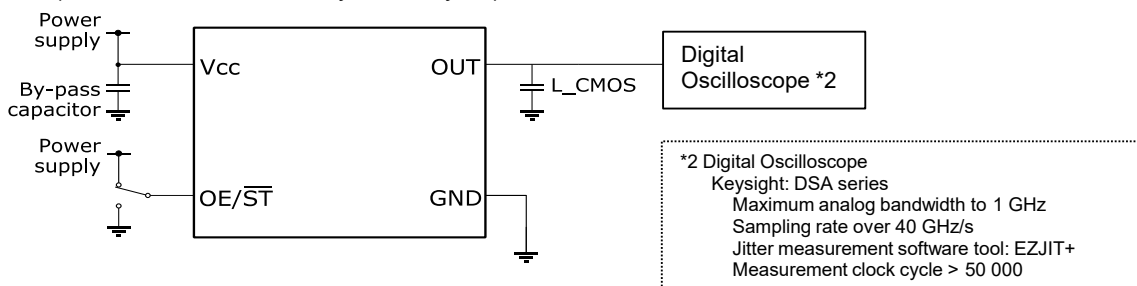 Power
supply
Vcc
By-pass
capacitor
Power
supply
OE/ST
OUT
GND
L_CMOS
Digital
Oscilloscope *2
*2 Digital Oscilloscope
Keysight: DSA series
Maximum analog bandwidth to 1 GHz
Sampling rate over 40 GHz/s
Jitter measurement software tool: EZJIT+
Measurement clock cycle > 50 000